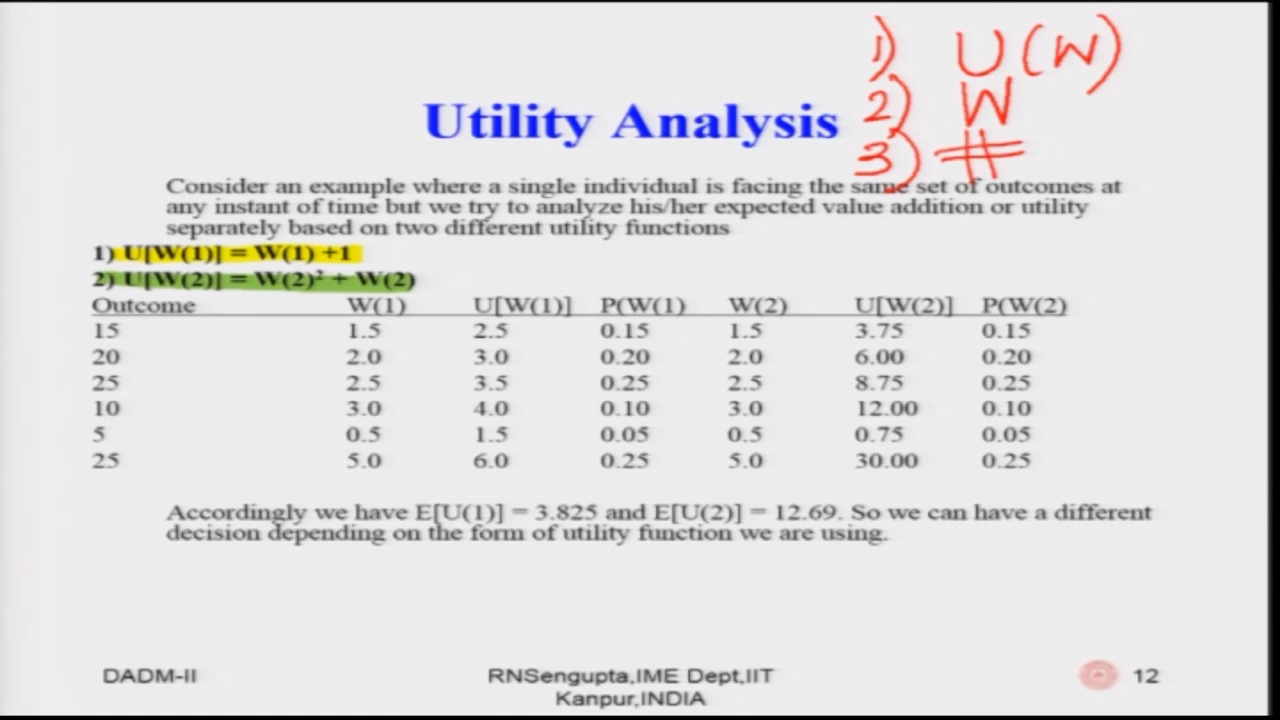 1) U(W)
2) W
3) #
Utility Analysis
Consider an example where a single individual is facing the same set of outcomes at
any instant of time but we try to analyze his/her expected value addition or utility
separately based on two different utility functions
1) U[W(1)] = W(1) +1
2) U[W(2)] = W(2)² + W(2)
Outcome W(1) U[W(1)] P(W(1) W(2) U[W(2)] P(W(2)
15 1.5 2.5 0.15 1.5 3.75 0.15
20 2.0 3.0 0.20 2.0 6.00 0.20
25 2.5 3.5 0.25 2.5 8.75 0.25
10 3.0 4.0 0.10 3.0 12.00 0.10
5 0.5 1.5 0.05 0.5 0.75 0.05
25 5.0 6.0 0.25 5.0 30.00 0.25
Accordingly we have E[U(1)] = 3.825 and E[U(2)] = 12.69. So we can have a different
decision depending on the form of utility function we are using.
DADM-II RNSengupta,IME Dept,IIT 12
Kanpur,INDIA